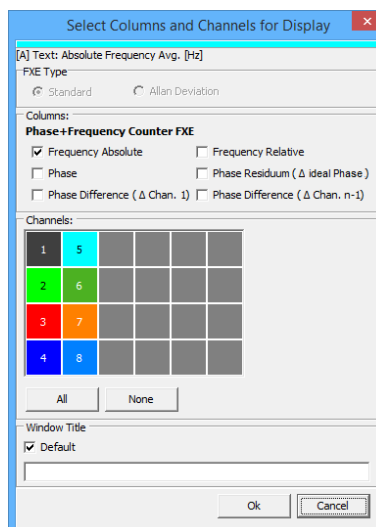 Select Columns and Channels for Display
[A] Text: Absolute Frequency Avg. [Hz]
FXE Type
Standard Allan Deviation
Columns:
Phase+Frequency Counter FXE
Frequency Absolute Frequency Relative
Phase Phase Residuum ( Δ ideal Phase )
Phase Difference ( Δ Chan. 1) Phase Difference ( Δ Chan. n-1)
Channels:
1 5
2 6
3 7
4 8
All None
Window Title
Default
Ok Cancel